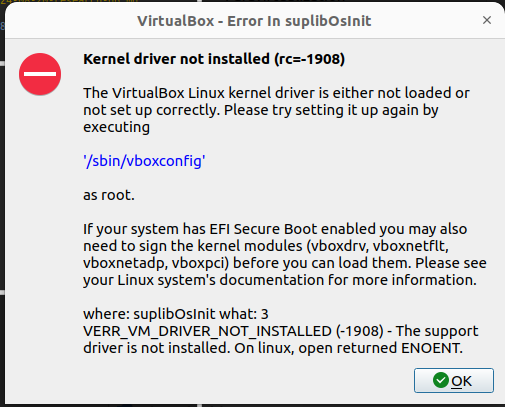 VirtualBox - Error In suplibOsInit
Kernel driver not installed (rc=-1908)
The VirtualBox Linux kernel driver is either not loaded or
not set up correctly. Please try setting it up again by
executing
'/sbin/vboxconfig'
as root.
If your system has EFI Secure Boot enabled you may also
need to sign the kernel modules (vboxdrv, vboxnetflt,
vboxnetadp, vboxpci) before you can load them. Please see
your Linux system's documentation for more information.
where: suplibOsInit what: 3
VERR_VM_DRIVER_NOT_INSTALLED (-1908) - The support
driver is not installed. On linux, open returned ENOENT.
OK